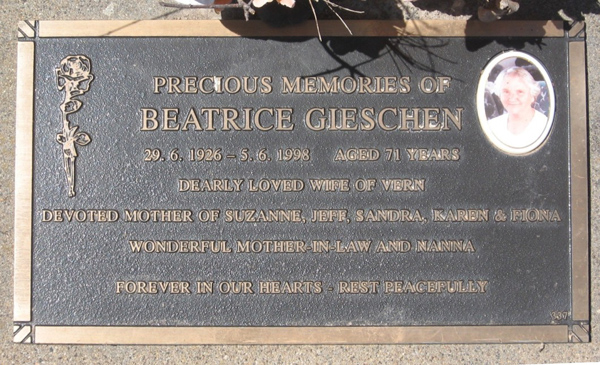 PRECIOUS MEMORIES OF
BEATRICE GIESCHEN
29. 6. 1926 – 5. 6. 1998 AGED 71 YEARS
DEARLY LOVED WIFE OF VERN
DEVOTED MOTHER OF SUZANNE, JEFF, SANDRA, KAREN & FIONA
WONDERFUL MOTHER-IN-LAW AND NANNA
FOREVER IN OUR HEARTS - REST PEACEFULLY